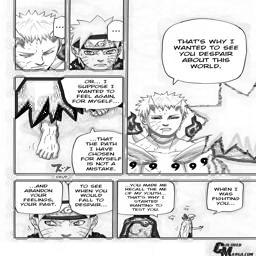 THAT'S WHY I
WANTED TO SEE
YOU DESPAIR
ABOUT THIS
WORLD.
...
...
OR... I
SUPPOSE I
WANTED TO
FEEL AGAIN,
FOR MYSELF...
...THAT
THE PATH I
HAVE
CHOSEN FOR
MYSELF
IS NOT A
MISTAKE.
WHEN I
WAS
FIGHTING
YOU...
...YOU MADE ME
RECALL THE ME
OF MY YOUTH...
THAT'S WHY I
STARTED
WANTING TO
TEST YOU.
TO SEE
WHEN YOU
WOULD
FALL TO
DESPAIR...
...AND
ABANDON
YOUR
FEELINGS,
YOUR PAST.